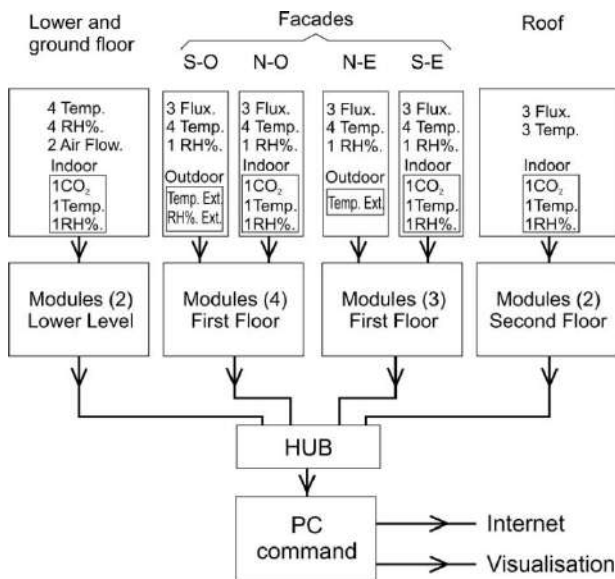 Lower and
ground floor
Facades
Roof
S-O
N-O
N-E
S-E
4 Temp.
4 RH%.
2 Air Flow.
Indoor
1CO₂
1Temp.
1RH%.
3 Flux.
4 Temp.
1 RH%.
Outdoor
Temp. Ext.
RH%. Ext.
3 Flux.
4 Temp.
1 RH%.
Indoor
1CO₂
1Temp.
1RH%.
3 Flux.
4 Temp.
1 RH%.
Outdoor
Temp. Ext.
3 Flux.
4 Temp.
1 RH%.
Indoor
1CO₂
1Temp.
1RH%.
3 Flux.
3 Temp.
Indoor
1CO₂
1Temp.
1RH%.
Modules (2)
Lower Level
Modules (4)
First Floor
Modules (3)
First Floor
Modules (2)
Second Floor
HUB
PC
command
Internet
Visualisation